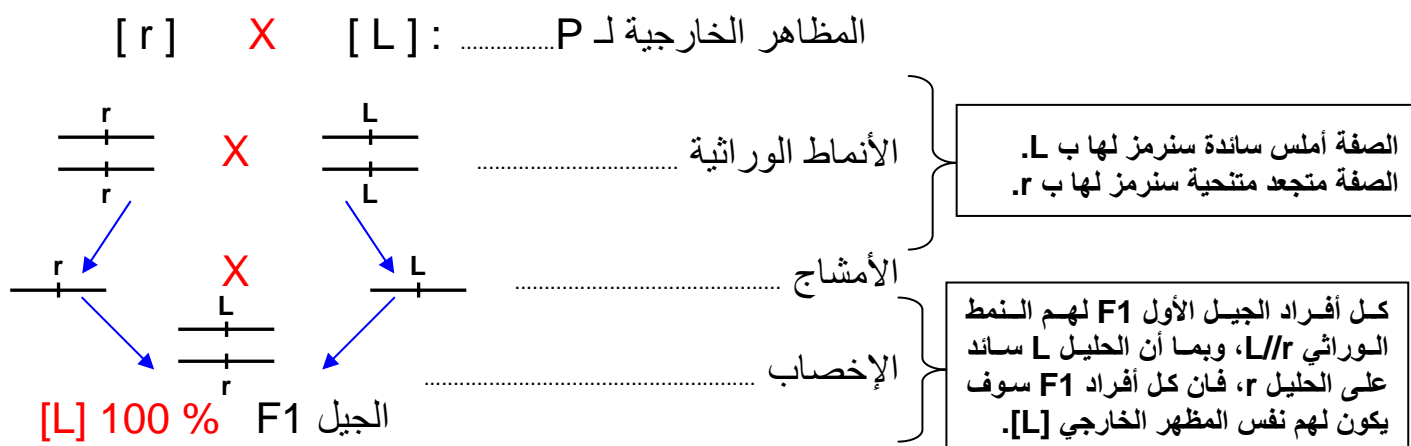 المظاهر الخارجية لـ P............... : [ L ] X [ r ]
r L
الأنماط الوراثية ................................ X
r L
الصفة أملس سائدة سنرمز لها ب L.
الصفة متجعد متنحية سنرمز لها ب r.
r L
الأمشاج ..................................... X
L
r
الإخصاب ..............................................
الجيل F1 100 % [L]
كل أفراد الجيل الأول F1 لهم النمط
الوراثي L//r، وبما أن الحليل L سائد
على الحليل r، فان كل أفراد F1 سوف
يكون لهم نفس المظهر الخارجي [L].